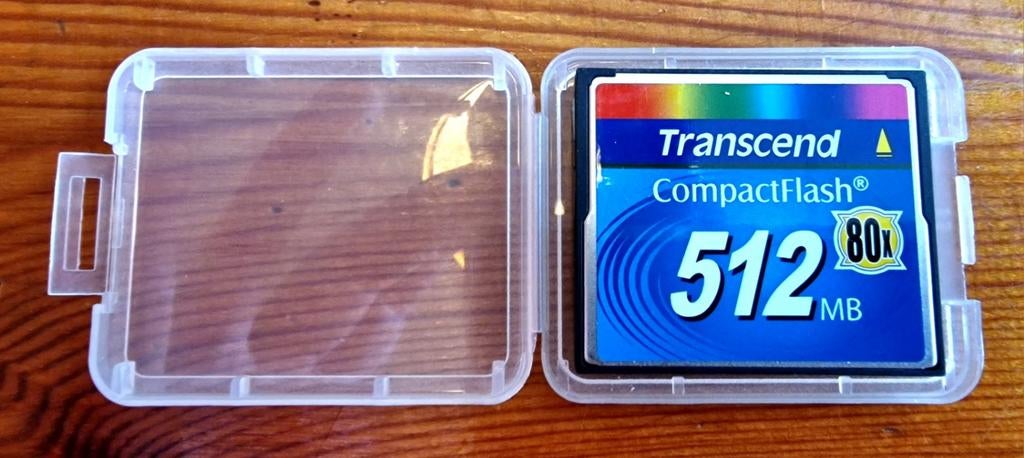 Transcend
CompactFlash®
80x
512 MB